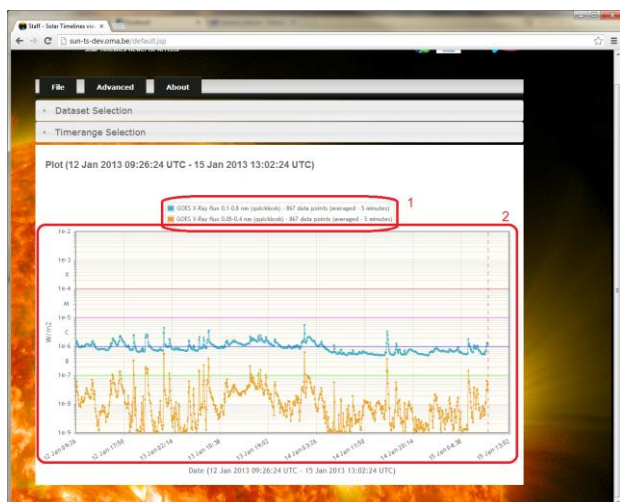 Staff - Solar Timelines vie
sun-ts-dev.oma.be/default.jsp
File Advanced About
Dataset Selection
Timerange Selection
Plot (12 Jan 2013 09:26:24 UTC - 15 Jan 2013 13:02:24 UTC)
GOES X-Ray flux 0.1-0.8 nm (quicklook) - 867 data points (averaged - 5 minutes)
1
GOES X-Ray flux 0.05-0.4 nm (quicklook) - 867 data points (averaged - 5 minutes)
2
1e-2
1e-3
X
1e-4
M
1e-5
C
1e-6
B
1e-7
1e-8
1e-9
W/m2
12 Jan 09:26
12 Jan 17:50
13 Jan 02:14
13 Jan 10:38
13 Jan 19:02
14 Jan 03:26
14 Jan 11:50
14 Jan 20:14
15 Jan 04:38
15 Jan 13:02
Date (12 Jan 2013 09:26:24 UTC - 15 Jan 2013 13:02:24 UTC)